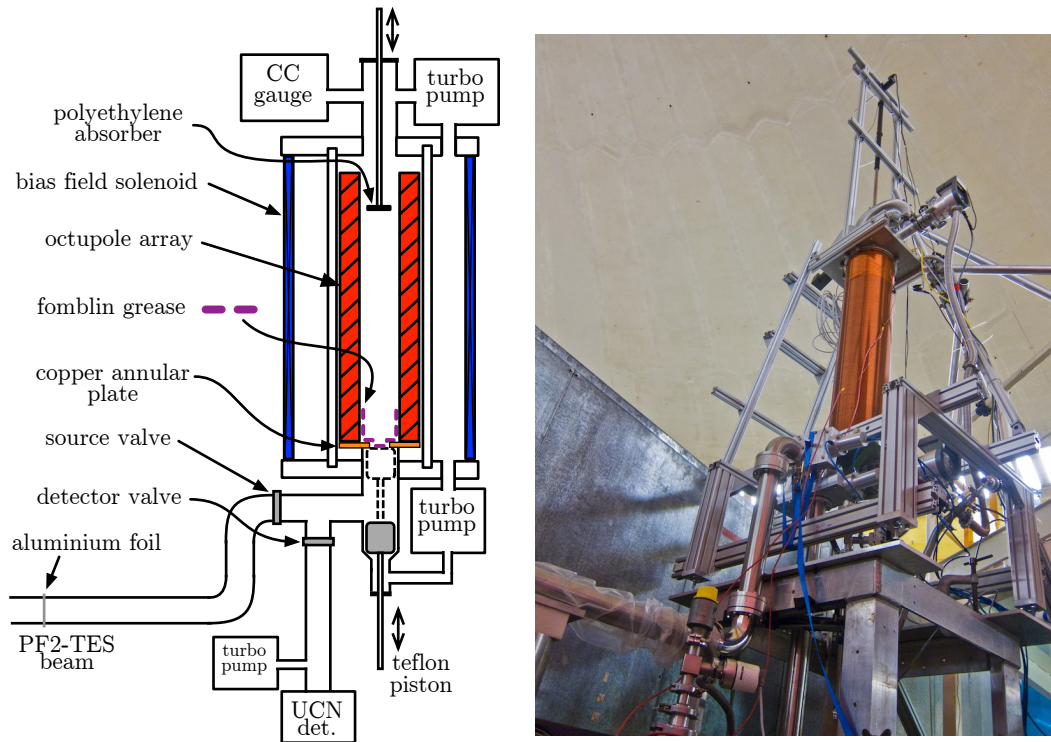 CC
gauge
turbo
pump
polyethylene
absorber
bias field solenoid
octupole array
fomblin grease
copper annular
plate
source valve
detector valve
turbo
pump
aluminium foil
PF2-TES
beam
turbo
pump
teflon
piston
UCN
det.